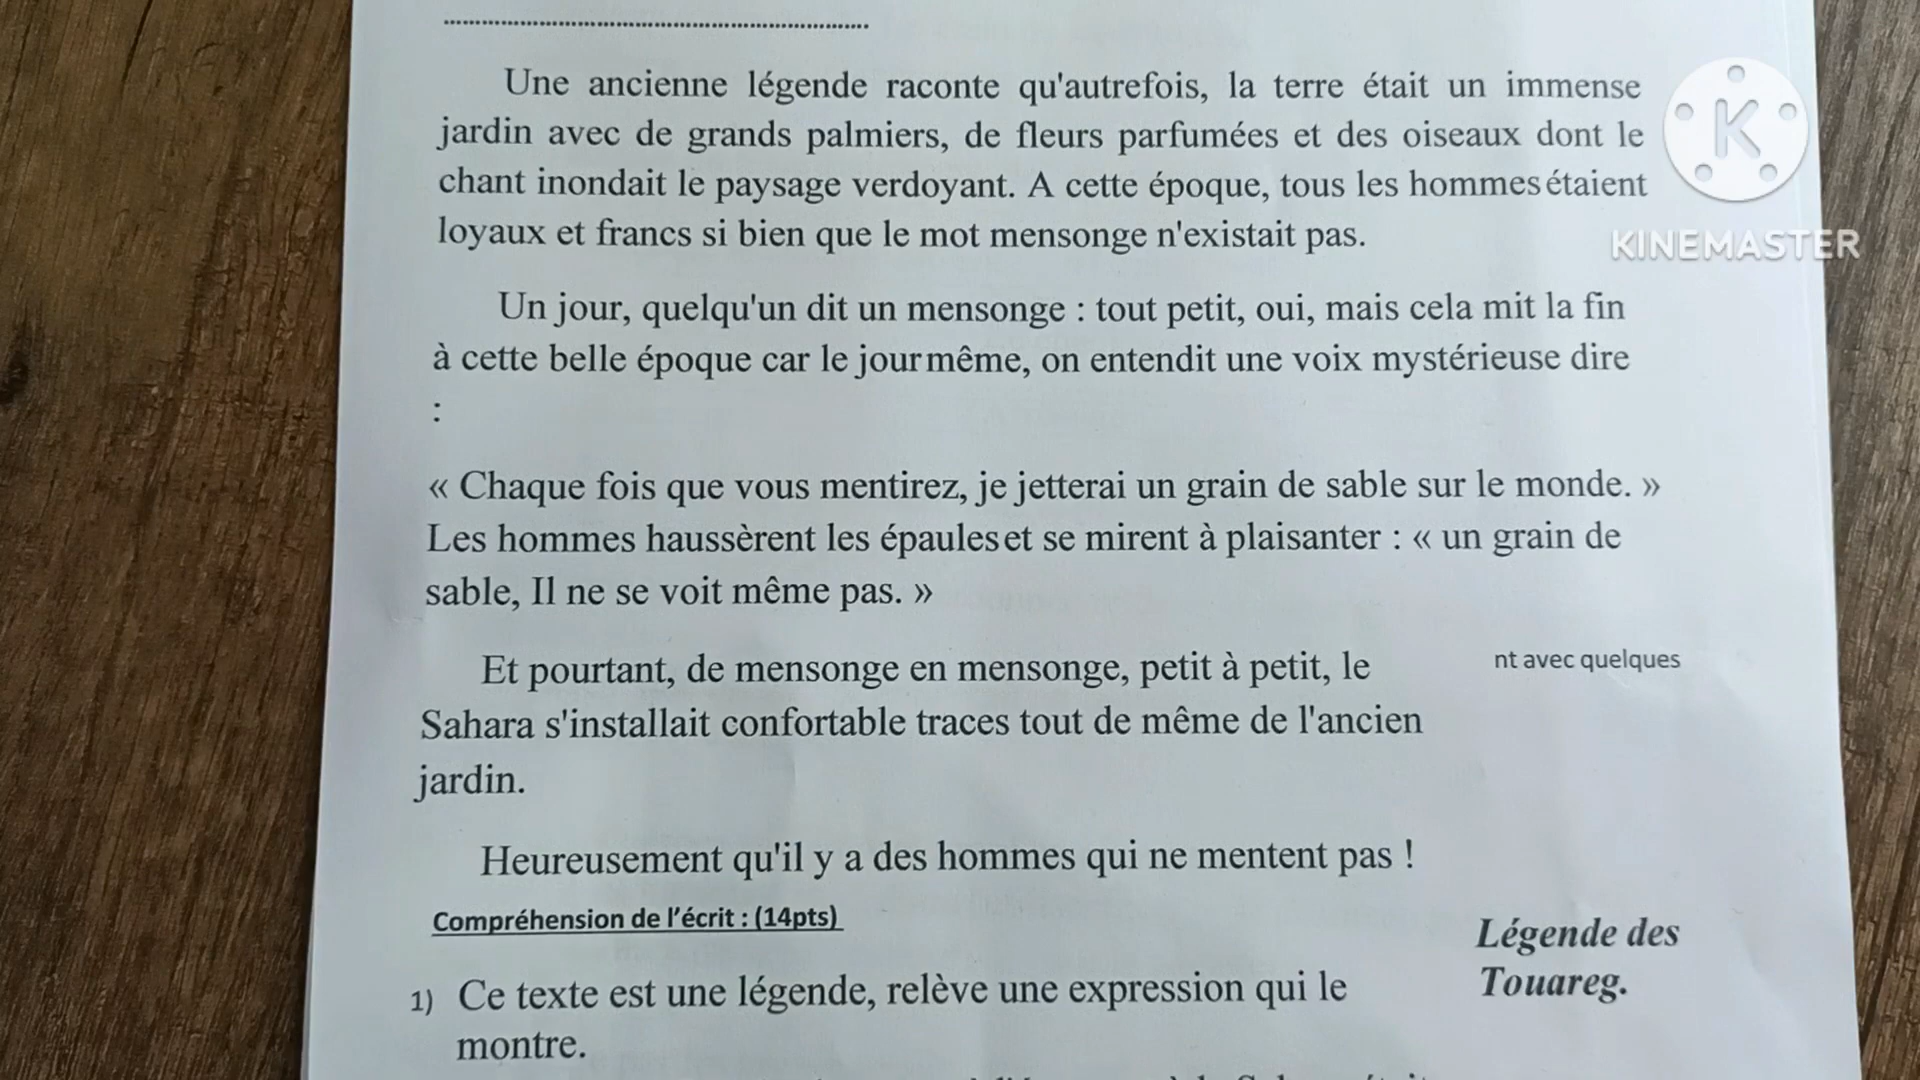 Une ancienne légende raconte qu'autrefois, la terre était un immense
jardin avec de grands palmiers, de fleurs parfumées et des oiseaux dont le
chant inondait le paysage verdoyant. A cette époque, tous les hommes étaient
loyaux et francs si bien que le mot mensonge n'existait pas.
K
KINEMASTER
Un jour, quelqu'un dit un mensonge : tout petit, oui, mais cela mit la fin
à cette belle époque car le jour même, on entendit une voix mystérieuse dire
:
« Chaque fois que vous mentirez, je jetterai un grain de sable sur le monde. »
Les hommes haussèrent les épaules et se mirent à plaisanter : « un grain de
sable, Il ne se voit même pas. »
Et pourtant, de mensonge en mensonge, petit à petit, le
nt avec quelques
Sahara s'installait confortable traces tout de même de l'ancien
jardin.
Heureusement qu'il y a des hommes qui ne mentent pas !
Compréhension de l'écrit : (14pts)
Légende des
Touareg.
1) Ce texte est une légende, relève une expression qui le
montre.